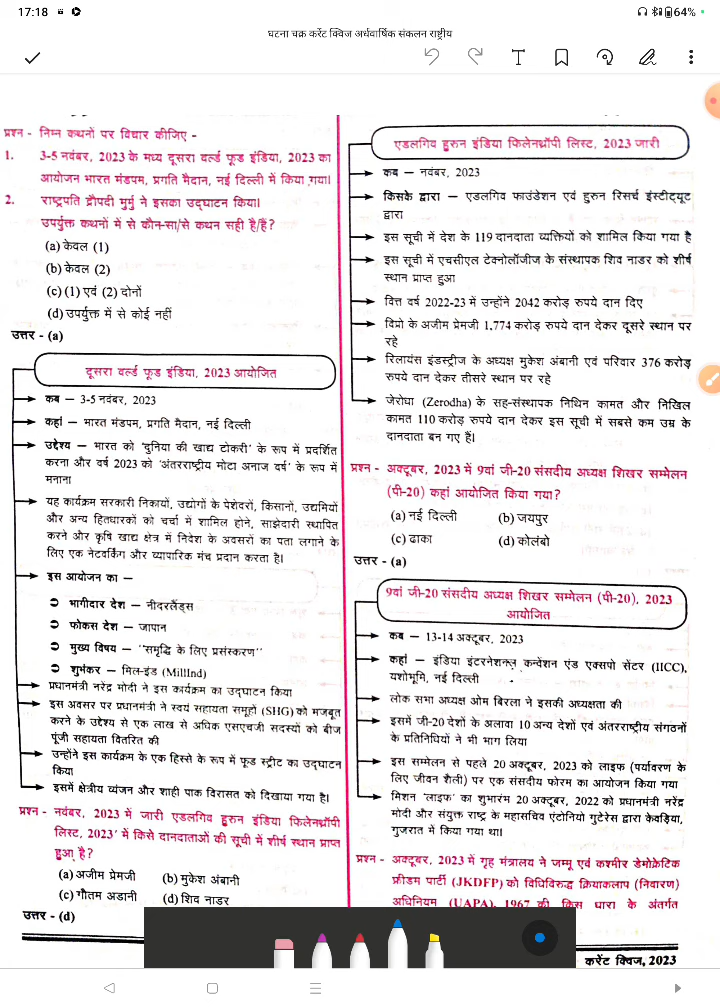 17:18
64%
घटना चक्र करेंट क्विज अर्धवार्षिक संकलन राष्ट्रीय
प्रश्न - निम्न कथनों पर विचार कीजिए -
1. 3-5 नवंबर, 2023 के मध्य दूसरा वर्ल्ड फूड इंडिया, 2023 का
आयोजन भारत मंडपम, प्रगति मैदान, नई दिल्ली में किया गया।
2. राष्ट्रपति द्रौपदी मुर्मु ने इसका उद्घाटन किया।
उपर्युक्त कथनों में से कौन-सा/से कथन सही है/हैं?
(a) केवल (1)
(b) केवल (2)
(c) (1) एवं (2) दोनों
(d) उपर्युक्त में से कोई नहीं
उत्तर - (a)
दूसरा वर्ल्ड फूड इंडिया, 2023 आयोजित
कब — 3-5 नवंबर, 2023
कहां — भारत मंडपम, प्रगति मैदान, नई दिल्ली
उद्देश्य — भारत को 'दुनिया की खाद्य टोकरी' के रूप में प्रदर्शित
करना और वर्ष 2023 को 'अंतरराष्ट्रीय मोटा अनाज वर्ष' के रूप में
मनाना
यह कार्यक्रम सरकारी निकायों, उद्योगों के पेशेवरों, किसानों, उद्यमियों
और अन्य हितधारकों को चर्चा में शामिल होने, साझेदारी स्थापित
करने और कृषि खाद्य क्षेत्र में निवेश के अवसरों का पता लगाने के
लिए एक नेटवर्किंग और व्यापारिक मंच प्रदान करता है।
इस आयोजन का —
भागीदार देश — नीदरलैंड्स
फोकस देश — जापान
मुख्य विषय — ''समृद्धि के लिए प्रसंस्करण''
शुभंकर — मिल-इंड (MillInd)
प्रधानमंत्री नरेंद्र मोदी ने इस कार्यक्रम का उद्घाटन किया
इस अवसर पर प्रधानमंत्री ने स्वयं सहायता समूहों (SHG) को मजबूत
करने के उद्देश्य से एक लाख से अधिक एसएचजी सदस्यों को बीज
पूंजी सहायता वितरित की
उन्होंने इस कार्यक्रम के एक हिस्से के रूप में फूड स्ट्रीट का उद्घाटन
किया
इसमें क्षेत्रीय व्यंजन और शाही पाक विरासत को दिखाया गया है।
प्रश्न - नवंबर, 2023 में जारी एडलगिव हुरुन इंडिया फिलेनथ्रॉपी
लिस्ट, 2023' में किसे दानदाताओं की सूची में शीर्ष स्थान प्राप्त
हुआ है?
(a) अजीम प्रेमजी (b) मुकेश अंबानी
(c) गौतम अडानी (d) शिव नाडर
उत्तर - (d)
एडलगिव हुरुन इंडिया फिलेनथ्रॉपी लिस्ट, 2023 जारी
कब — नवंबर, 2023
किसके द्वारा — एडलगिव फाउंडेशन एवं हुरुन रिसर्च इंस्टीट्यूट
द्वारा
इस सूची में देश के 119 दानदाता व्यक्तियों को शामिल किया गया है
इस सूची में एचसीएल टेक्नोलॉजीज के संस्थापक शिव नाडर को शीर्ष
स्थान प्राप्त हुआ
वित्त वर्ष 2022-23 में उन्होंने 2042 करोड़ रुपये दान दिए
विप्रो के अजीम प्रेमजी 1,774 करोड़ रुपये दान देकर दूसरे स्थान पर
रहे
रिलायंस इंडस्ट्रीज के अध्यक्ष मुकेश अंबानी एवं परिवार 376 करोड़
रुपये दान देकर तीसरे स्थान पर रहे
जेरोधा (Zerodha) के सह-संस्थापक निथिन कामत और निखिल
कामत 110 करोड़ रुपये दान देकर इस सूची में सबसे कम उम्र के
दानदाता बन गए हैं।
प्रश्न - अक्टूबर, 2023 में 9वां जी-20 संसदीय अध्यक्ष शिखर सम्मेलन
(पी-20) कहां आयोजित किया गया?
(a) नई दिल्ली (b) जयपुर
(c) ढाका (d) कोलंबो
उत्तर - (a)
9वां जी-20 संसदीय अध्यक्ष शिखर सम्मेलन (पी-20), 2023
आयोजित
कब — 13-14 अक्टूबर, 2023
कहां — इंडिया इंटरनेशनल कन्वेंशन एंड एक्सपो सेंटर (IICC),
यशोभूमि, नई दिल्ली
लोक सभा अध्यक्ष ओम बिरला ने इसकी अध्यक्षता की
इसमें जी-20 देशों के अलावा 10 अन्य देशों एवं अंतरराष्ट्रीय संगठनों
के प्रतिनिधियों ने भी भाग लिया
इस सम्मेलन से पहले 20 अक्टूबर, 2023 को लाइफ (पर्यावरण के
लिए जीवन शैली) पर एक संसदीय फोरम का आयोजन किया गया
मिशन 'लाइफ' का शुभारंभ 20 अक्टूबर, 2022 को प्रधानमंत्री नरेंद्र
मोदी और संयुक्त राष्ट्र के महासचिव एंटोनियो गुटेरेस द्वारा केवड़िया,
गुजरात में किया गया था।
प्रश्न - अक्टूबर, 2023 में गृह मंत्रालय ने जम्मू एवं कश्मीर डेमोक्रेटिक
फ्रीडम पार्टी (JKDFP) को विधिविरुद्ध क्रियाकलाप (निवारण)
अधिनियम (UAPA), 1967 की किस धारा के अंतर्गत
करेंट क्विज, 2023